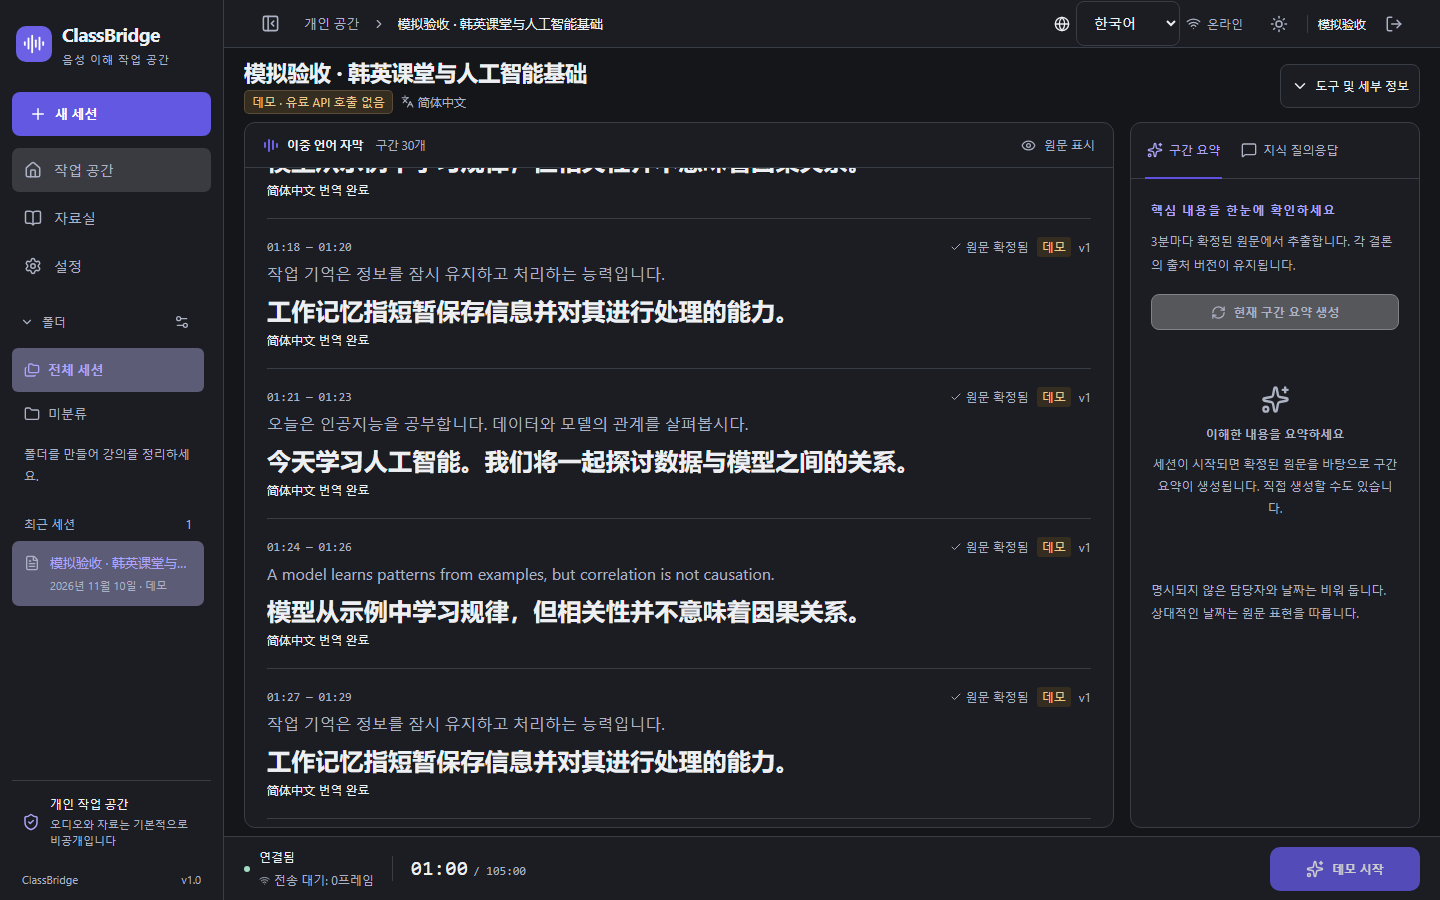 ClassBridge
음성 이해 작업 공간
새 세션
작업 공간
자료실
설정
폴더
전체 세션
미분류
폴더를 만들어 강의를 정리하세
요.
최근 세션 1
模拟验收 · 韩英课堂与...
2026년 11월 10일 · 데모
개인 작업 공간
오디오와 자료는 기본적으로
비공개입니다
ClassBridge v1.0
개인 공간 > 模拟验收 · 韩英课堂与人工智能基础
한국어 온라인 模拟验收
模拟验收 · 韩英课堂与人工智能基础
데모 · 유료 API 호출 없음 简体中文
도구 및 세부 정보
이중 언어 자막 구간 30개 원문 표시
模型从示例中学习规律，但相关性并不意味着因果关系。
简体中文 번역 완료
01:18 — 01:20 원문 확정됨 데모 v1
작업 기억은 정보를 잠시 유지하고 처리하는 능력입니다.
工作记忆指短暂保存信息并对其进行处理的能力。
简体中文 번역 완료
01:21 — 01:23 원문 확정됨 데모 v1
오늘은 인공지능을 공부합니다. 데이터와 모델의 관계를 살펴봅시다.
今天学习人工智能。我们将一起探讨数据与模型之间的关系。
简体中文 번역 완료
01:24 — 01:26 원문 확정됨 데모 v1
A model learns patterns from examples, but correlation is not causation.
模型从示例中学习规律，但相关性并不意味着因果关系。
简体中文 번역 완료
01:27 — 01:29 원문 확정됨 데모 v1
작업 기억은 정보를 잠시 유지하고 처리하는 능력입니다.
工作记忆指短暂保存信息并对其进行处理的能力。
简体中文 번역 완료
구간 요약 지식 질의응답
핵심 내용을 한눈에 확인하세요
3분마다 확정된 원문에서 추출합니다. 각 결론
의 출처 버전이 유지됩니다.
현재 구간 요약 생성
이해한 내용을 요약하세요
세션이 시작되면 확정된 원문을 바탕으로 구간
요약이 생성됩니다. 직접 생성할 수도 있습니
다.
명시되지 않은 담당자와 날짜는 비워 둡니다.
상대적인 날짜는 원문 표현을 따릅니다.
연결됨
전송 대기: 0프레임
01:00 / 105:00
데모 시작